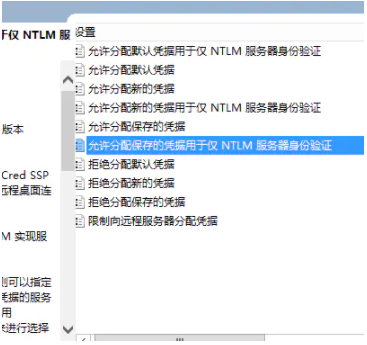 下仅 NTLM 服
设置
允许分配默认凭据用于仅 NTLM 服务器身份验证
允许分配默认凭据
允许分配新的凭据
允许分配新的凭据用于仅 NTLM 服务器身份验证
允许分配保存的凭据
允许分配保存的凭据用于仅 NTLM 服务器身份验证
拒绝分配默认凭据
拒绝分配新的凭据
拒绝分配保存的凭据
限制向远程服务器分配凭据
版本
Cred SSP
远程桌面连
M 实现服
则可以指定
凭据的服务
用
进行选择